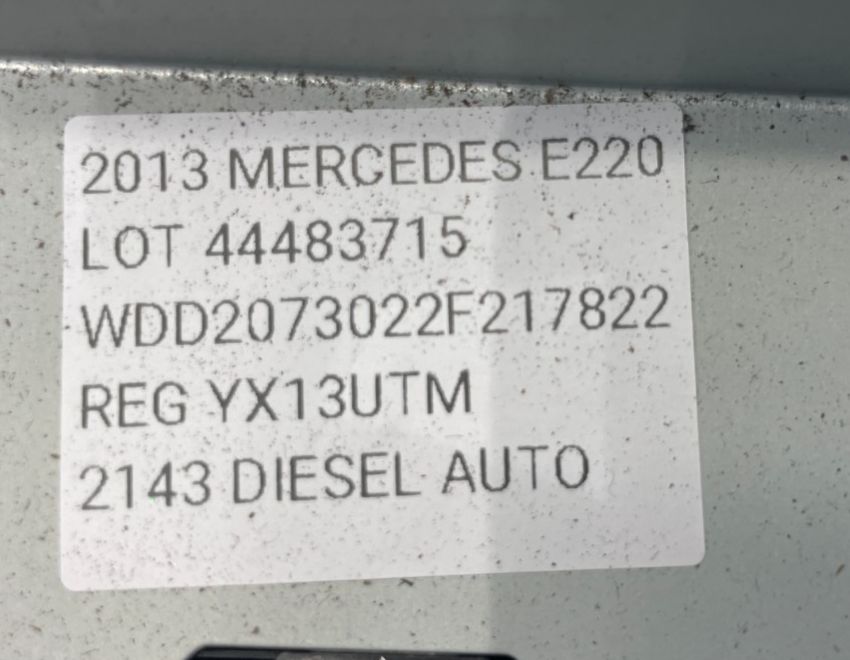 2013 MERCEDES E220
LOT 44483715
WDD2073022F217822
REG YX13UTM
2143 DIESEL AUTO